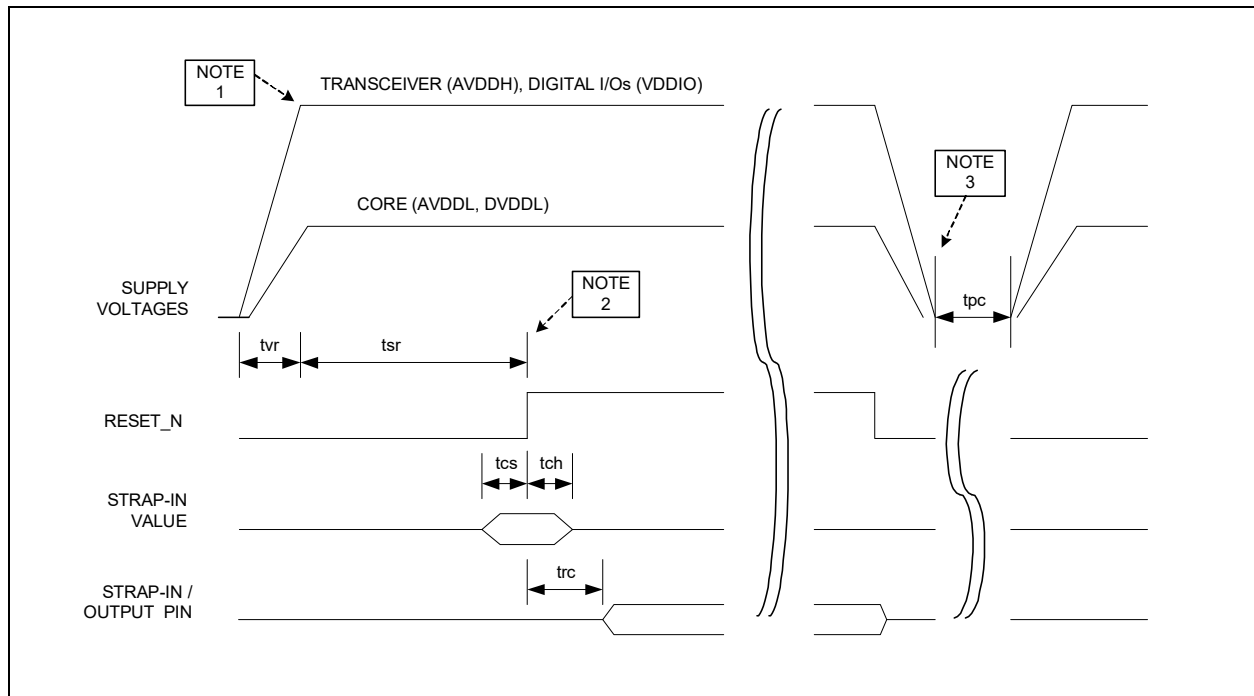 NOTE
1
TRANSCEIVER (AVDDH), DIGITAL I/Os (VDDIO)
NOTE
3
CORE (AVDDL, DVDDL)
SUPPLY
VOLTAGES
NOTE
2
tpc
tvr
tsr
RESET_N
tcs
tch
STRAP-IN
VALUE
trc
STRAP-IN /
OUTPUT PIN